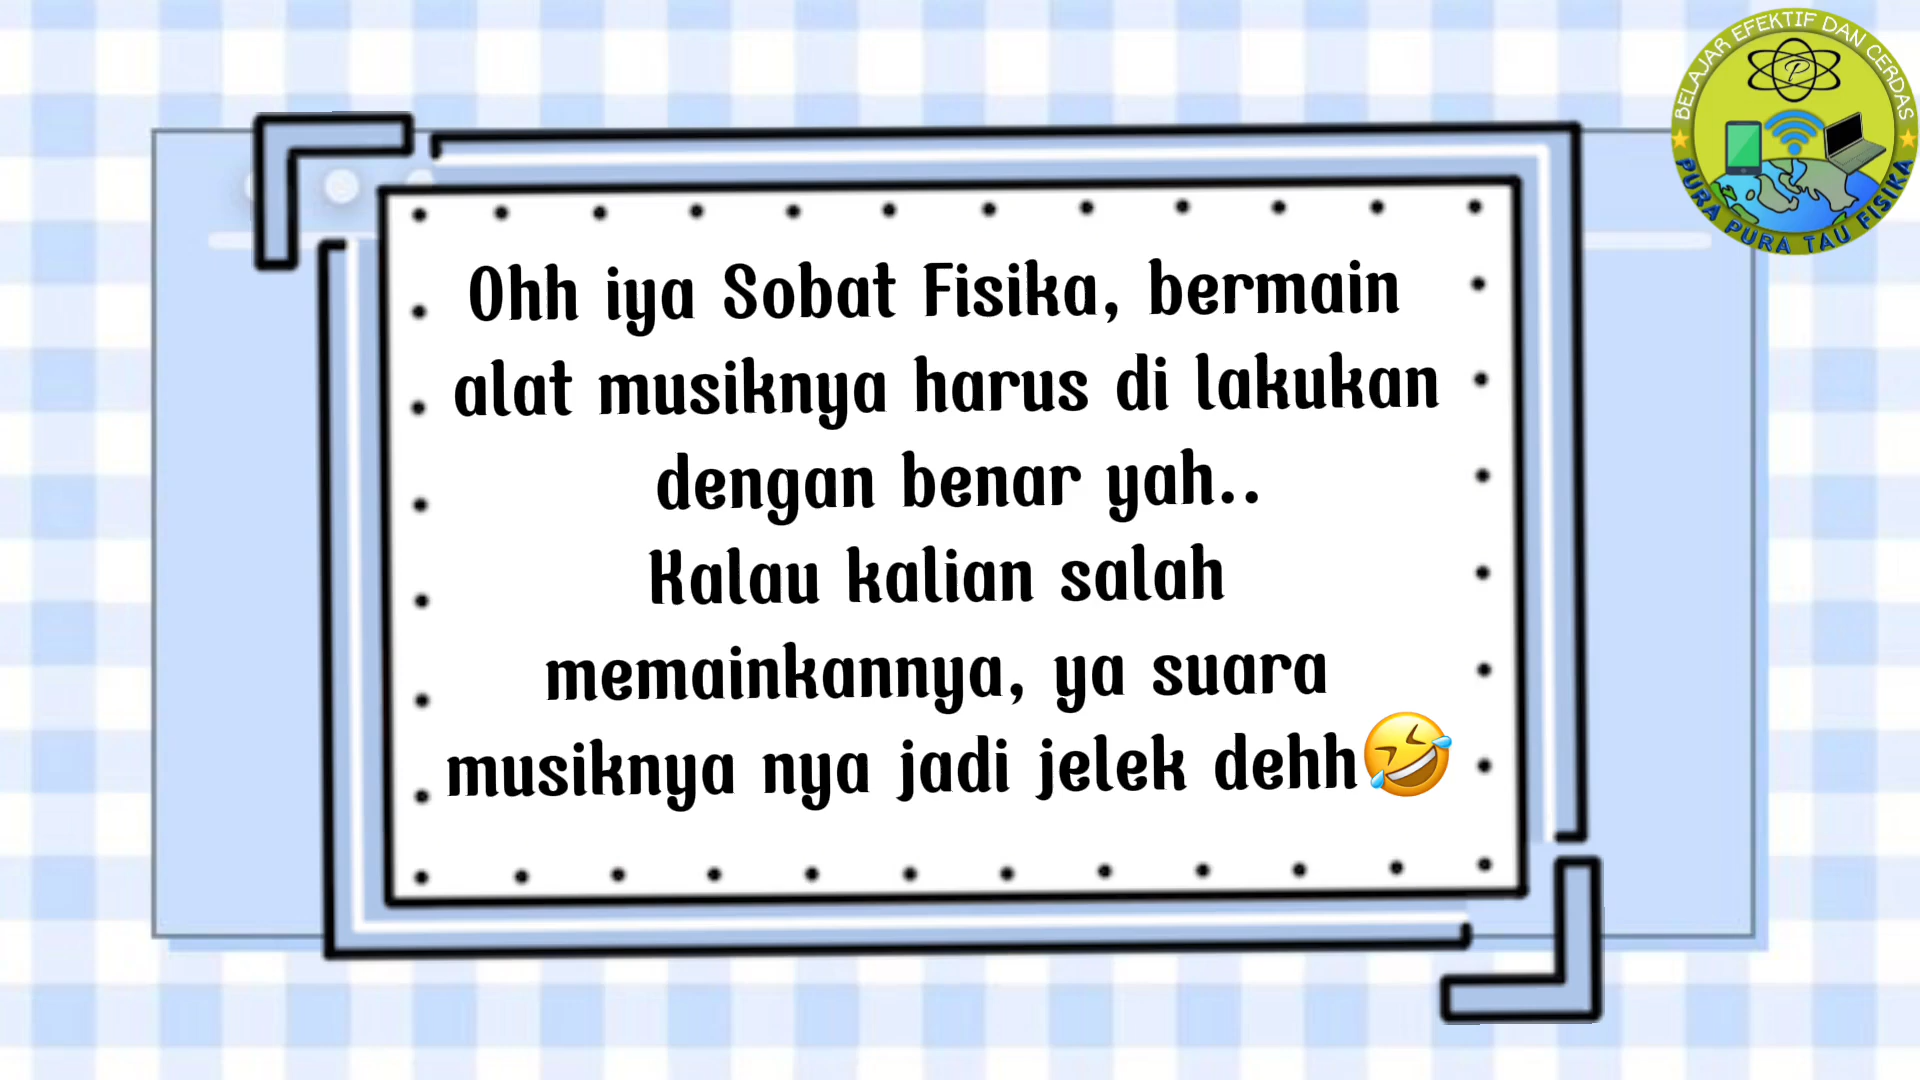 BELAJAR EFEKTIF DAN CERDAS
P
PURA PURA TAU FISIKA
Ohh iya Sobat Fisika, bermain
alat musiknya harus di lakukan
dengan benar yah..
Kalau kalian salah
memainkannya, ya suara
musiknya nya jadi jelek dehh🤣